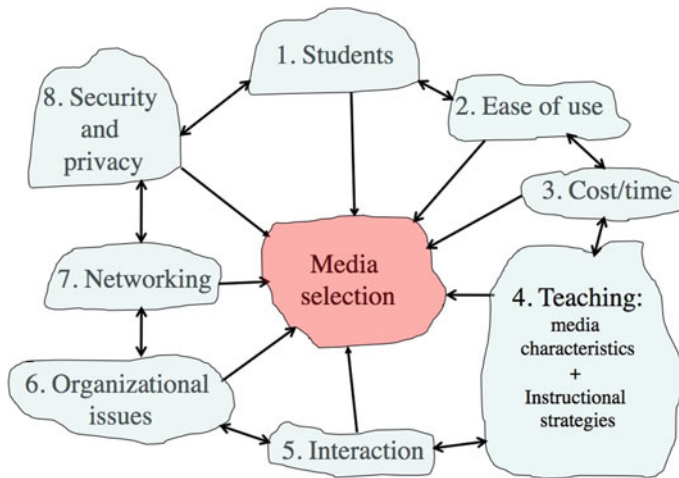 1. Students
2. Ease of use
3. Cost/time
4. Teaching:
media
characteristics
+
Instructional
strategies
5. Interaction
6. Organizational
issues
7. Networking
8. Security
and
privacy
Media
selection